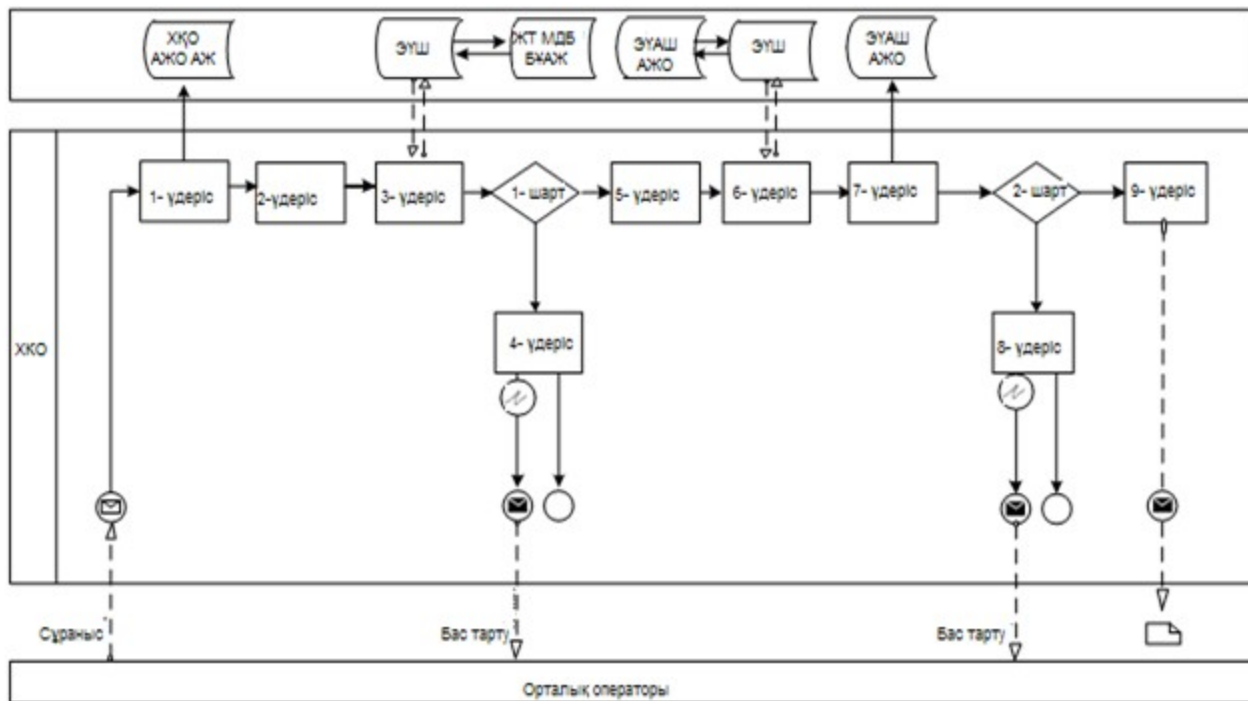 ХҚО
АЖО АЖ
ЭҮШ
ЖТ МДБ
БҰАЖ
ЭҮАШ
АЖО
ЭҮШ
ЭҮАШ
АЖО
1- үдеріс
2-үдеріс
3- үдеріс
1- шарт
5- үдеріс
6- үдеріс
7- үдеріс
2- шарт
9- үдеріс
4- үдеріс
8- үдеріс
ХКО
Сұраныс
Бас тарту
Бас тарту
Орталық операторы